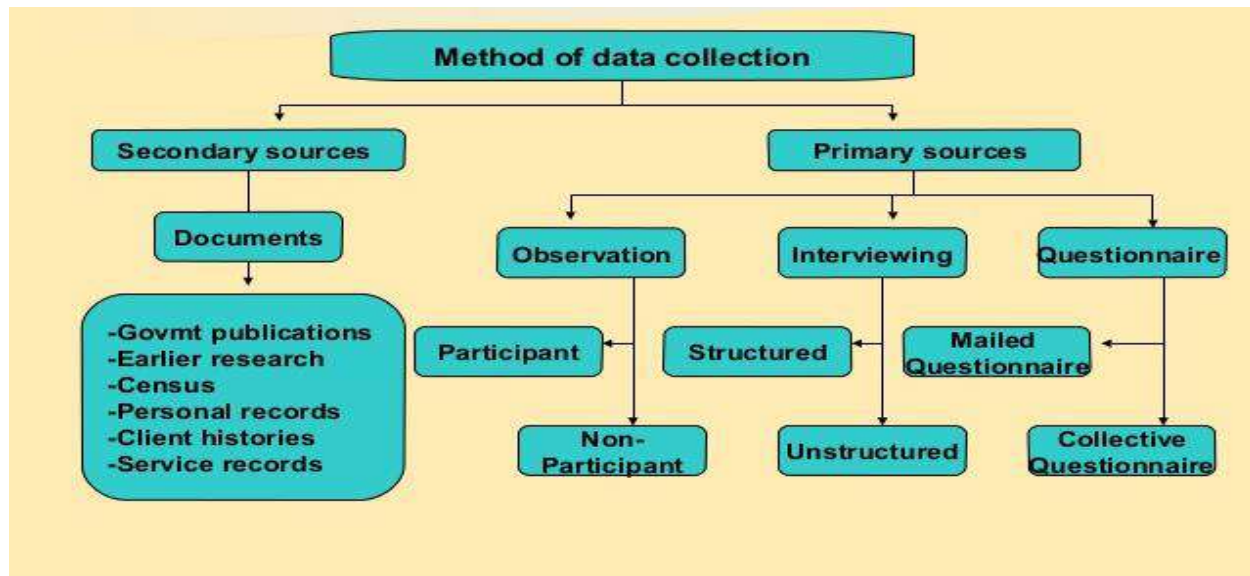 Method of data collection
Secondary sources
Primary sources
Documents
Observation
Interviewing
Questionnaire
-Govmt publications
-Earlier research
-Census
-Personal records
-Client histories
-Service records
Participant
Structured
Mailed
Questionnaire
Non-
Participant
Unstructured
Collective
Questionnaire